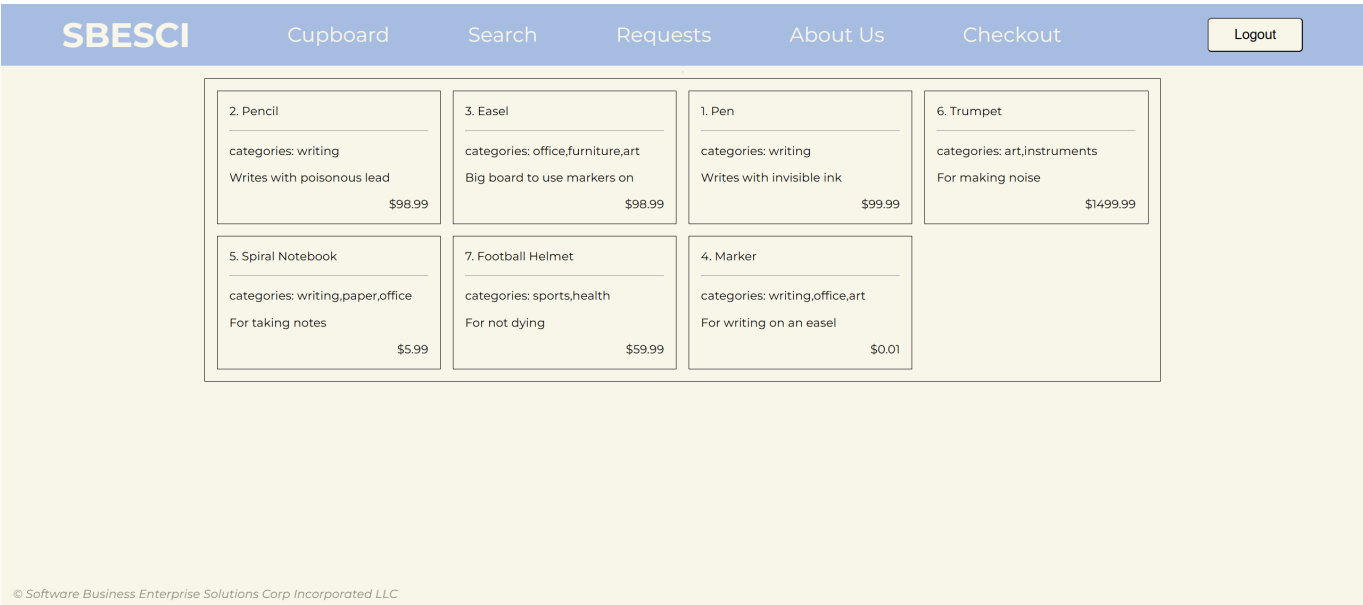 SBESCI Cupboard Search Requests About Us Checkout Logout
2. Pencil
categories: writing
Writes with poisonous lead
$98.99
3. Easel
categories: office,furniture,art
Big board to use markers on
$98.99
1. Pen
categories: writing
Writes with invisible ink
$99.99
6. Trumpet
categories: art,instruments
For making noise
$1499.99
5. Spiral Notebook
categories: writing,paper,office
For taking notes
$5.99
7. Football Helmet
categories: sports,health
For not dying
$59.99
4. Marker
categories: writing,office,art
For writing on an easel
$0.01
© Software Business Enterprise Solutions Corp Incorporated LLC